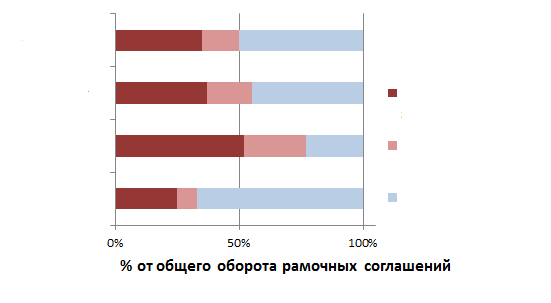 0% 50% 100%
% от общего оборота рамочных соглашений